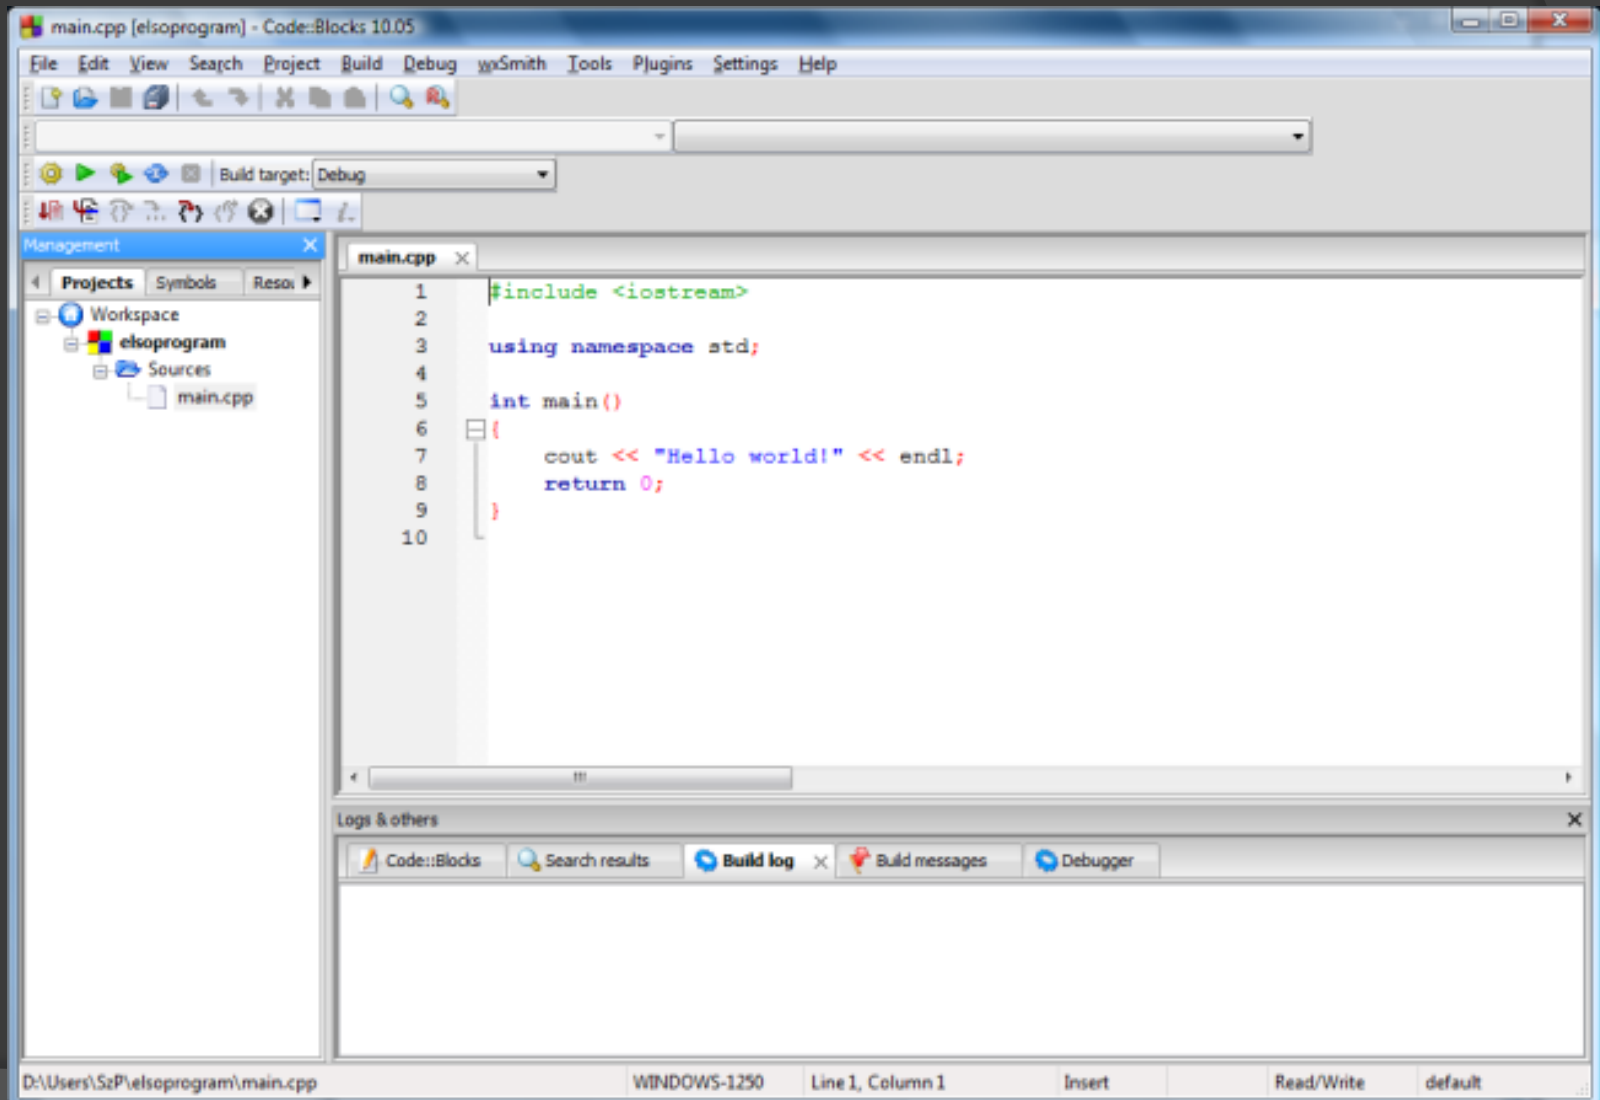 main.cpp [elsoprogram] - Code::Blocks 10.05
File Edit View Search Project Build Debug wxSmith Tools Plugins Settings Help
Build target: Debug
Management
Projects Symbols Resou
Workspace
elsoprogram
Sources
main.cpp
main.cpp
1 #include <iostream>
2
3 using namespace std;
4
5 int main()
6 {
7 cout << "Hello world!" << endl;
8 return 0;
9 }
10
Logs & others
Code::Blocks Search results Build log Build messages Debugger
D:\Users\SzP\elsoprogram\main.cpp WINDOWS-1250 Line 1, Column 1 Insert Read/Write default